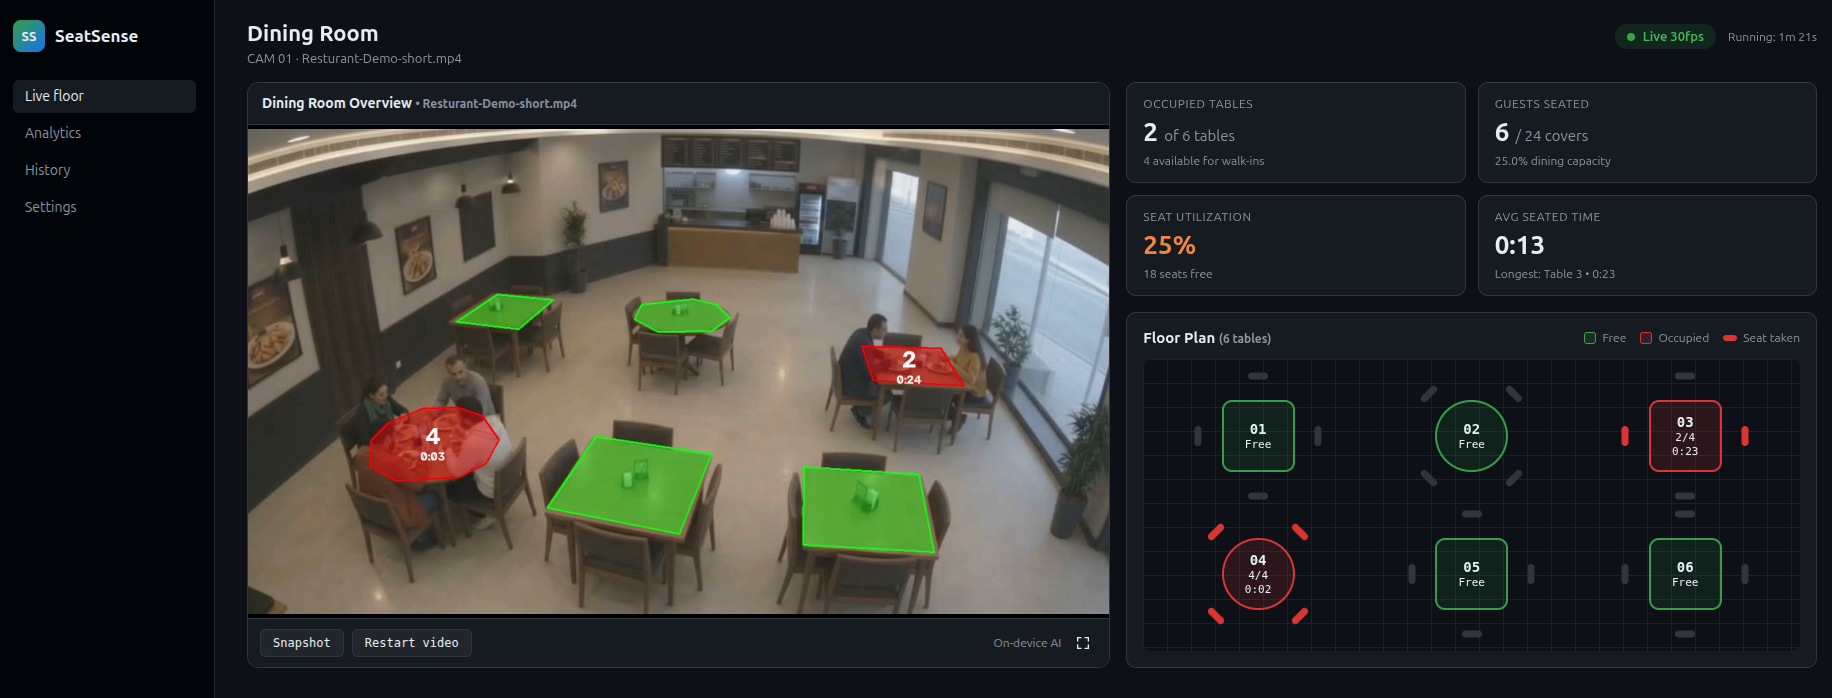 SS SeatSense
Live floor
Analytics
History
Settings
Dining Room
CAM 01 · Resturant-Demo-short.mp4
Live 30fps
Running: 1m 21s
Dining Room Overview • Resturant-Demo-short.mp4
2
0:24
4
0:03
Snapshot
Restart video
On-device AI
OCCUPIED TABLES
2 of 6 tables
4 available for walk-ins
GUESTS SEATED
6 / 24 covers
25.0% dining capacity
SEAT UTILIZATION
25%
18 seats free
AVG SEATED TIME
0:13
Longest: Table 3 • 0:23
Floor Plan (6 tables)
Free
Occupied
Seat taken
01
Free
02
Free
03
2/4
0:23
04
4/4
0:02
05
Free
06
Free